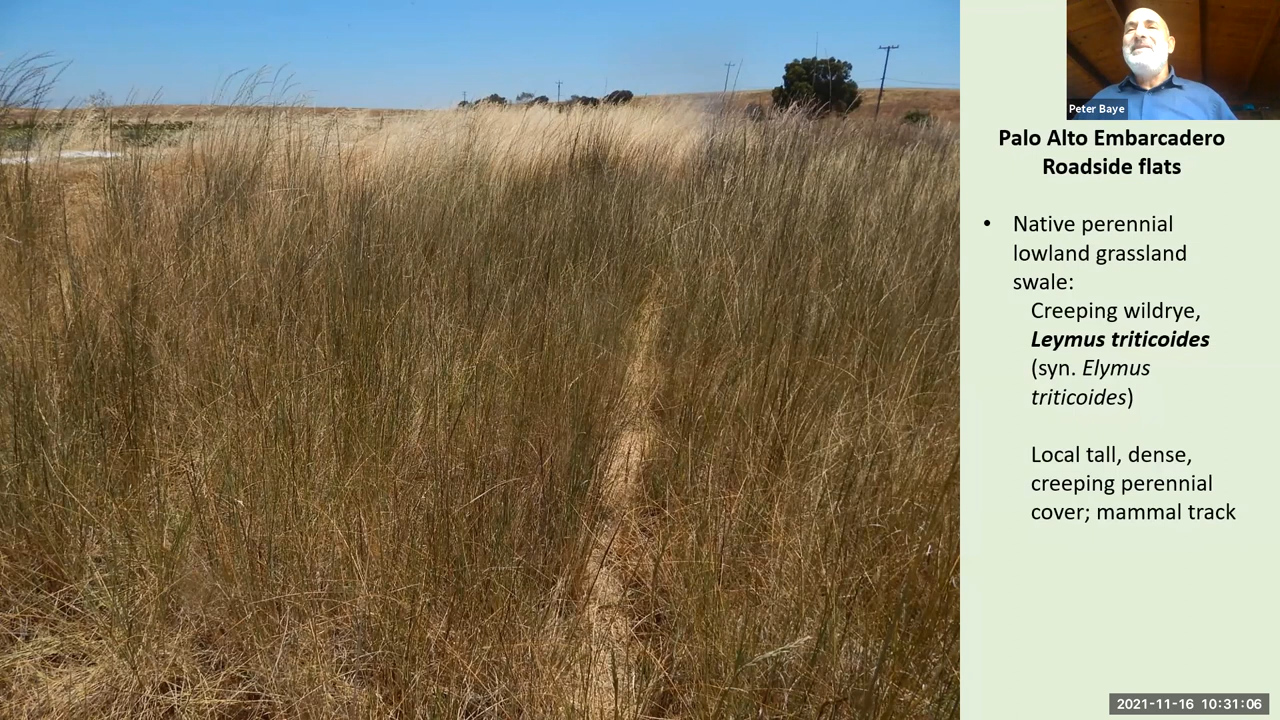 Peter Baye
Palo Alto Embarcadero
Roadside flats
• Native perennial
lowland grassland
swale:
Creeping wildrye,
Leymus triticoides
(syn. Elymus
triticoides)
Local tall, dense,
creeping perennial
cover; mammal track
2021-11-16 10:31:06